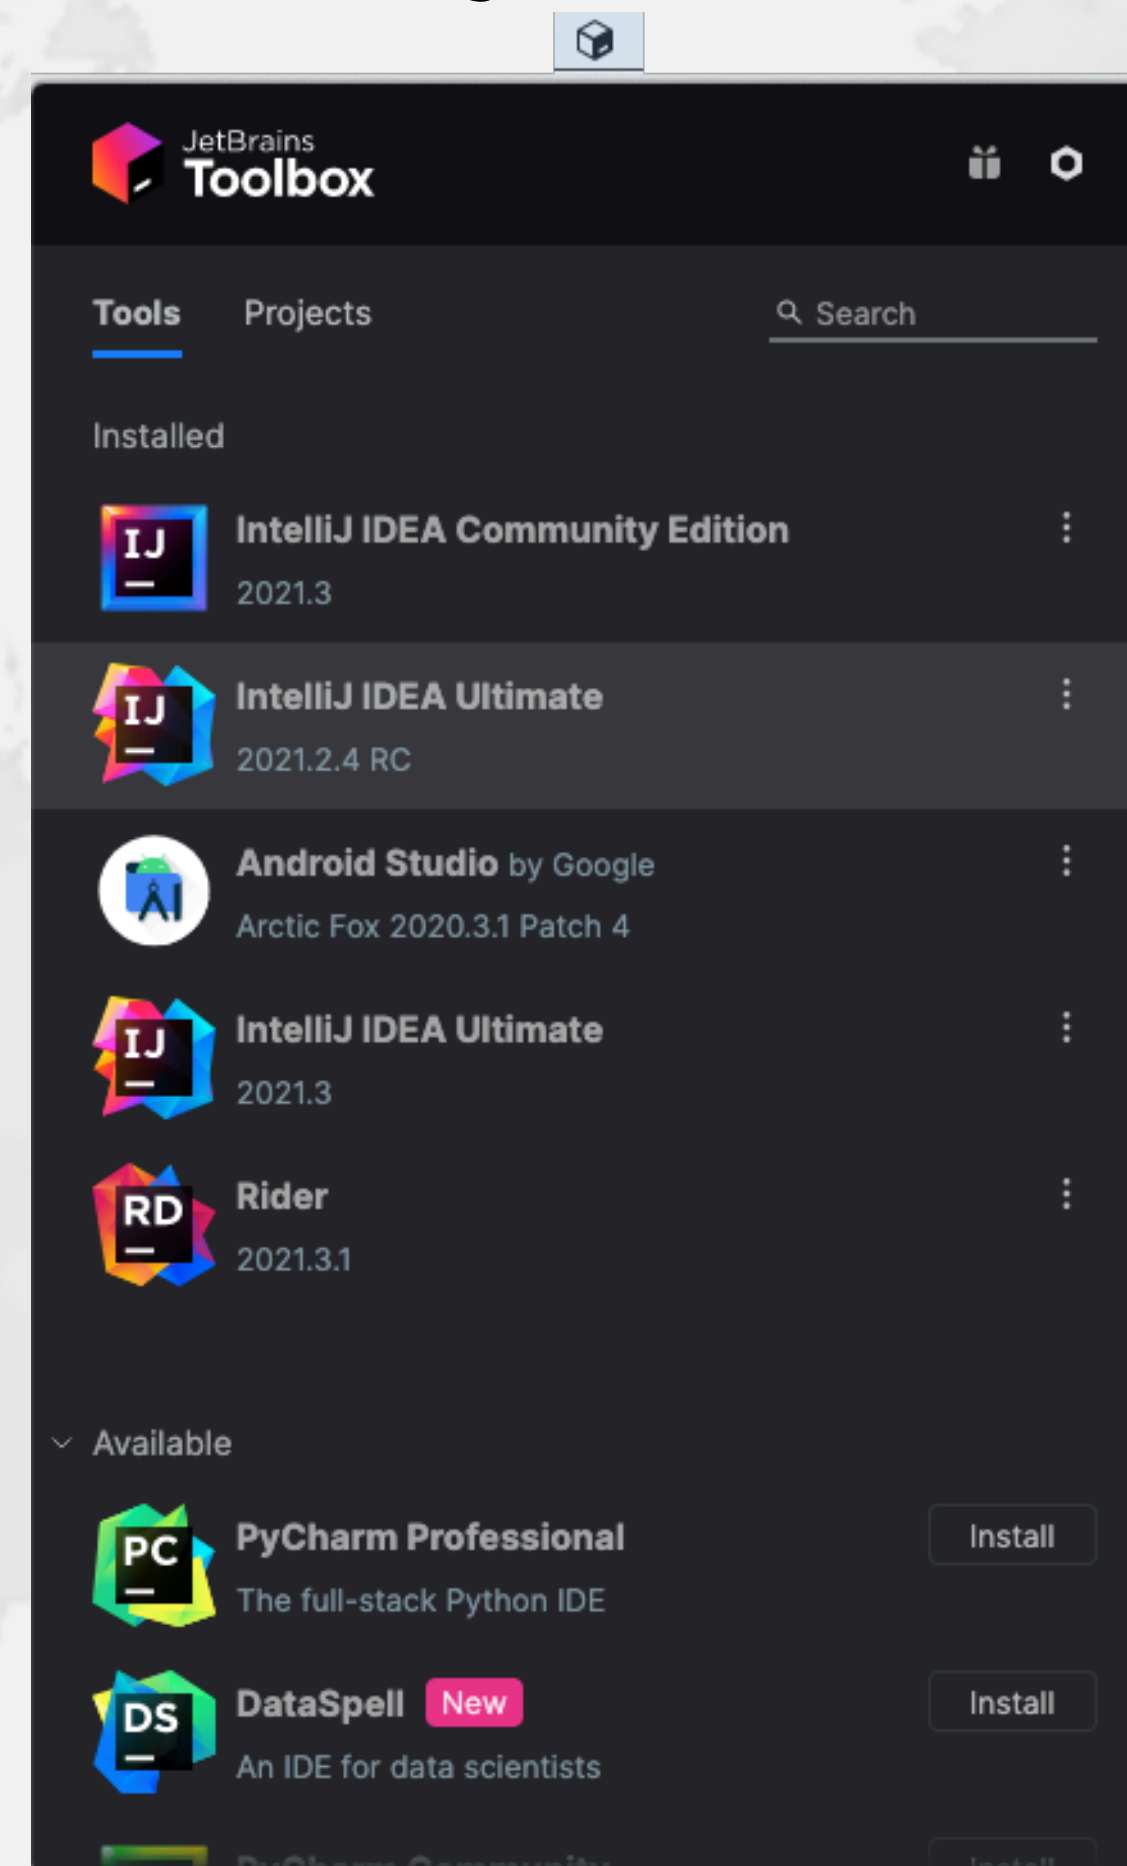 JetBrains
Toolbox
Tools Projects Search
Installed
IJ
IntelliJ IDEA Community Edition
2021.3
IJ
IntelliJ IDEA Ultimate
2021.2.4 RC
Android Studio by Google
Arctic Fox 2020.3.1 Patch 4
IJ
IntelliJ IDEA Ultimate
2021.3
RD
Rider
2021.3.1
Available
PC
PyCharm Professional Install
The full-stack Python IDE
DS
DataSpell New Install
An IDE for data scientists
PyCharm Community Install